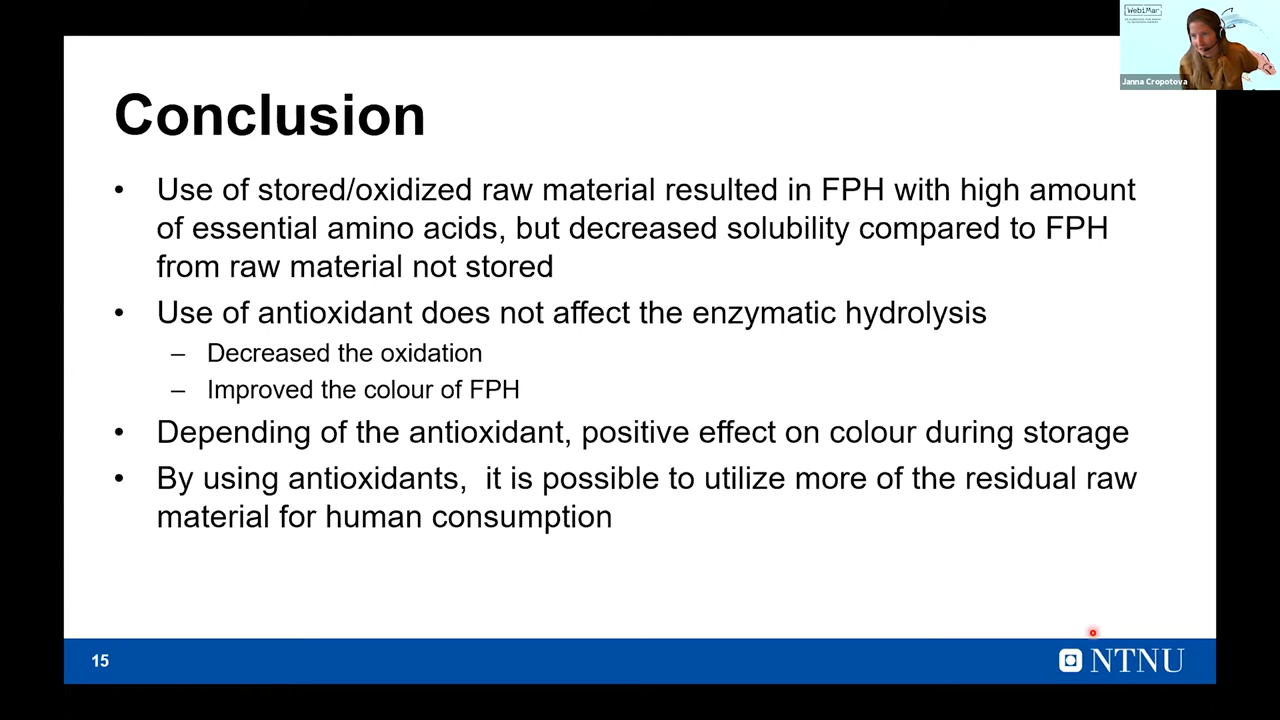 WebiMar
Janna Cropotova
Conclusion
• Use of stored/oxidized raw material resulted in FPH with high amount
of essential amino acids, but decreased solubility compared to FPH
from raw material not stored
• Use of antioxidant does not affect the enzymatic hydrolysis
– Decreased the oxidation
– Improved the colour of FPH
• Depending of the antioxidant, positive effect on colour during storage
• By using antioxidants,  it is possible to utilize more of the residual raw
material for human consumption
15
NTNU